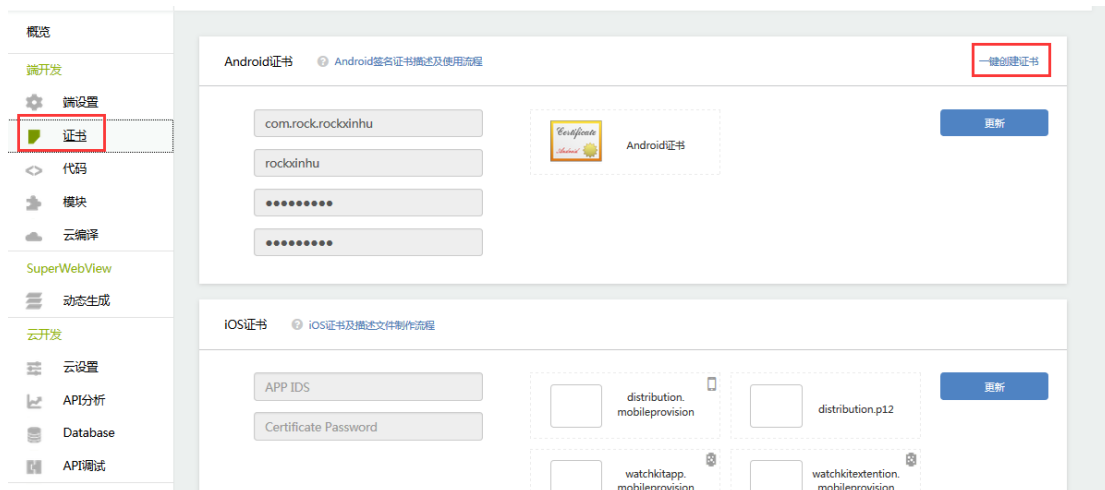 概览
端开发
端设置
证书
代码
模块
云编译
SuperWebView
动态生成
云开发
云设置
API分析
Database
API调试
Android证书
Android签名证书描述及使用流程
一键创建证书
com.rock.rockxinhu
rockxinhu
●●●●●●●●●
●●●●●●●●●
Certificate
Android
Android证书
更新
iOS证书
iOS证书及描述文件制作流程
APP IDS
Certificate Password
distribution.
mobileprovision
distribution.p12
更新
watchkitapp.
mobileprovision
watchkitextention.
mobileprovision